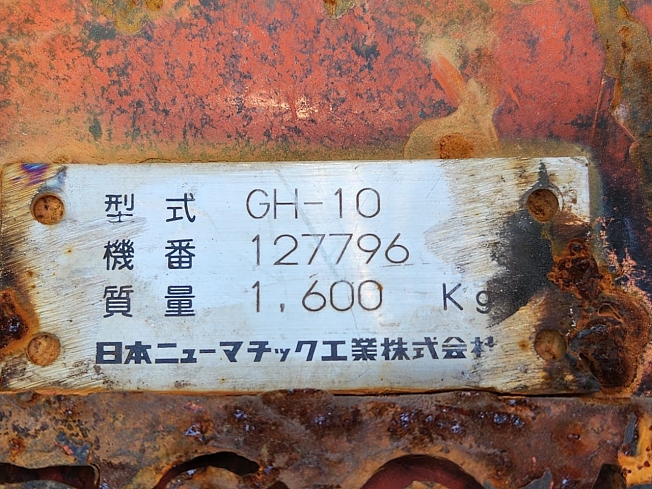 型式 GH-10
機番 127796
質量 1,600 Kg
日本ニューマチック工業株式会社